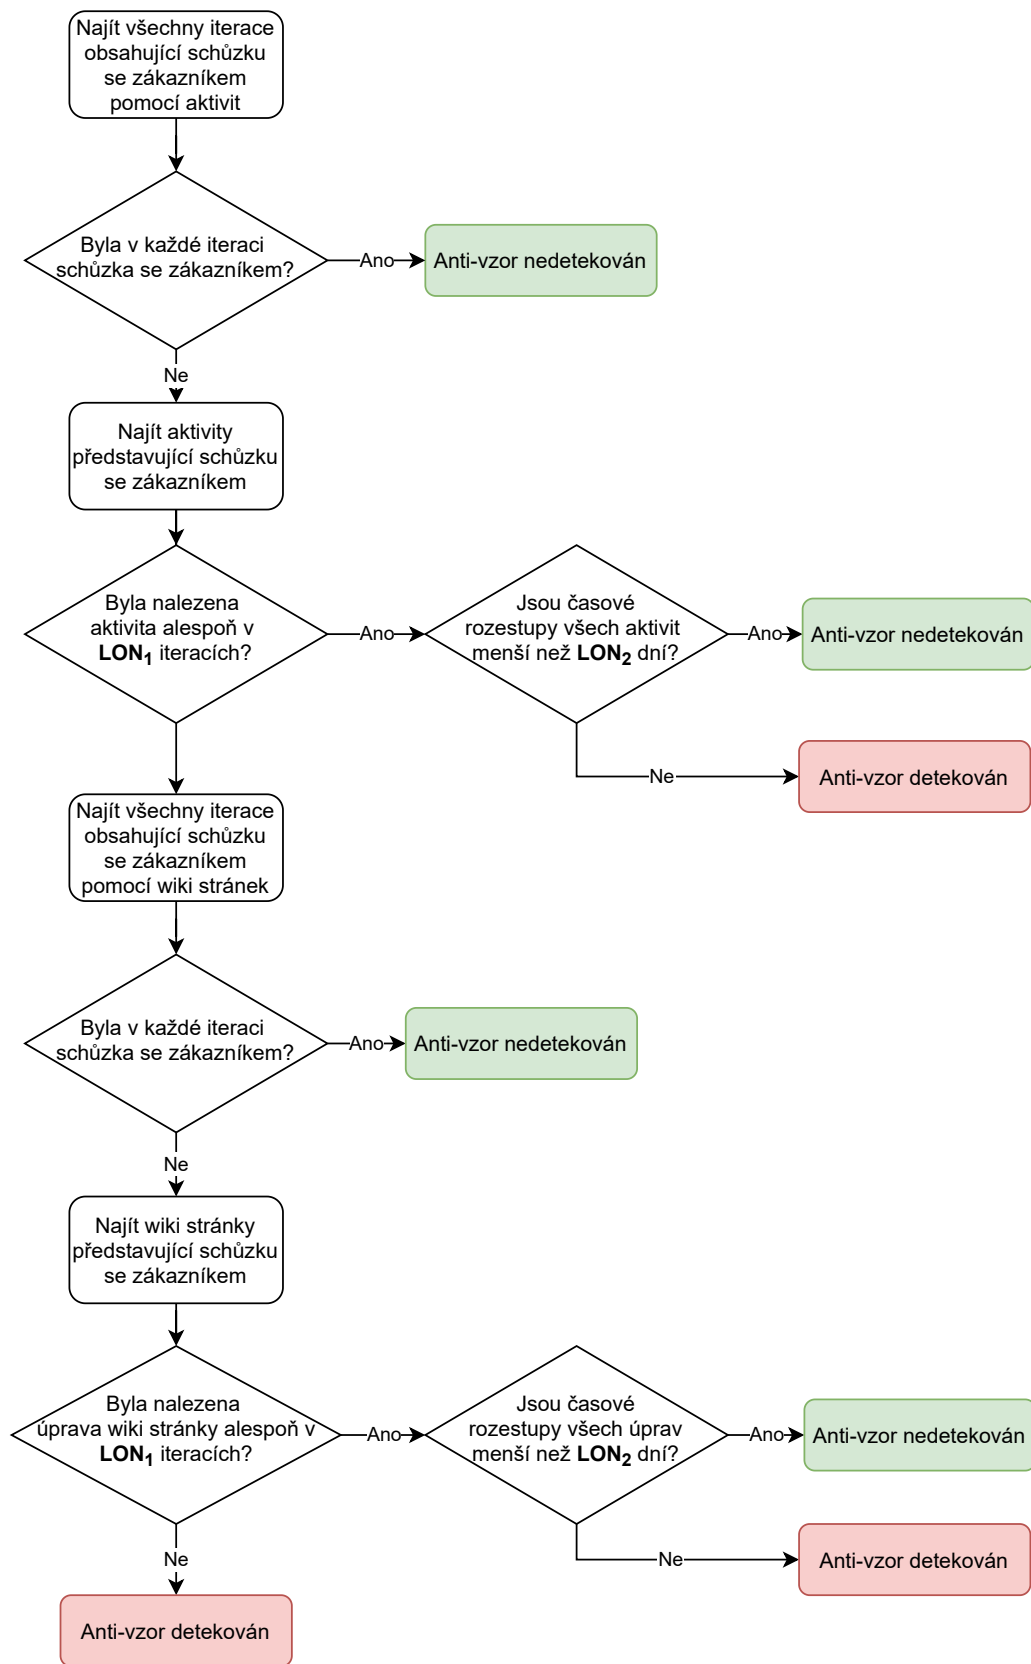 Najít všechny iterace
obsahující schůzku
se zákazníkem
pomocí aktivit
Byla v každé iteraci
schůzka se zákazníkem?
Ano
Anti-vzor nedetekován
Ne
Najít aktivity
představující schůzku
se zákazníkem
Byla nalezena
aktivita alespoň v
LON₁ iteracích?
Ano
Jsou časové
rozestupy všech aktivit
menší než LON₂ dní?
Ano
Anti-vzor nedetekován
Ne
Anti-vzor detekován
Najít všechny iterace
obsahující schůzku
se zákazníkem
pomocí wiki stránek
Byla v každé iteraci
schůzka se zákazníkem?
Ano
Anti-vzor nedetekován
Ne
Najít wiki stránky
představující schůzku
se zákazníkem
Byla nalezena
úprava wiki stránky alespoň v
LON₁ iteracích?
Ano
Jsou časové
rozestupy všech úprav
menší než LON₂ dní?
Ano
Anti-vzor nedetekován
Ne
Anti-vzor detekován
Ne
Anti-vzor detekován